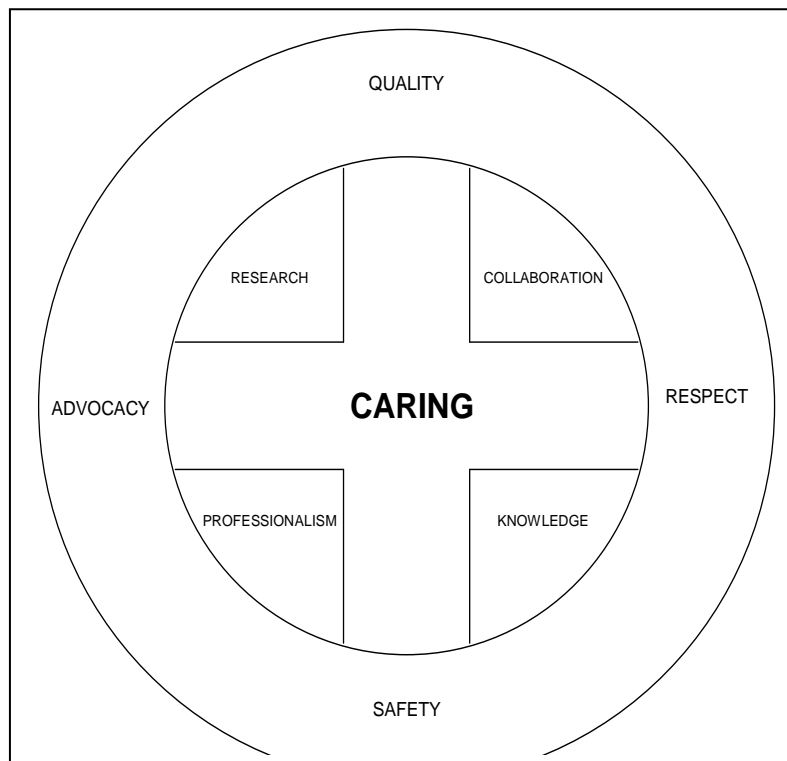 QUALITY
RESEARCH
COLLABORATION
ADVOCACY
CARING
RESPECT
PROFESSIONALISM
KNOWLEDGE
SAFETY